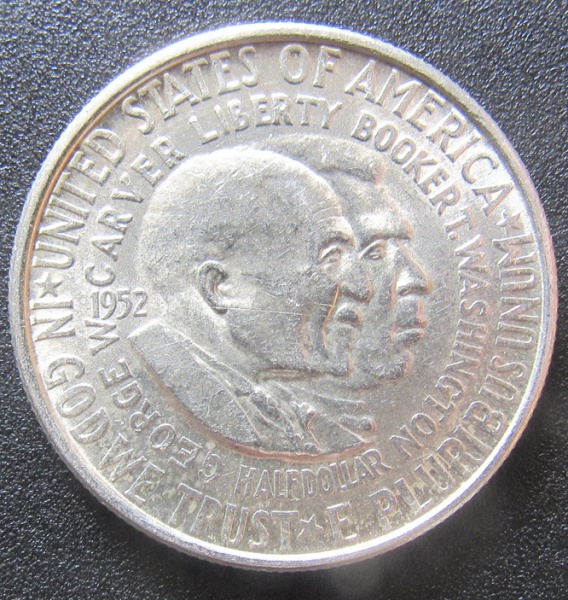 ★ UNITED STATES OF AMERICA ★
IN GOD WE TRUST ★ E PLURIBUS UNUM
GEORGE W CARVER LIBERTY BOOKER T. WASHINGTON
1952
HALF DOLLAR